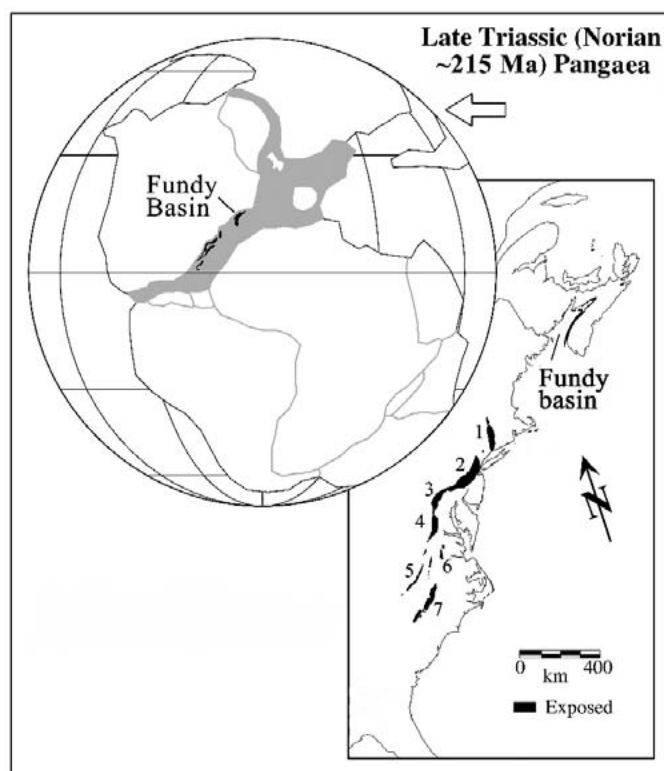 Late Triassic (Norian
~215 Ma) Pangaea
Fundy
Basin
Fundy
basin
1
2
3
4
5
6
7
N
0 400
km
Exposed